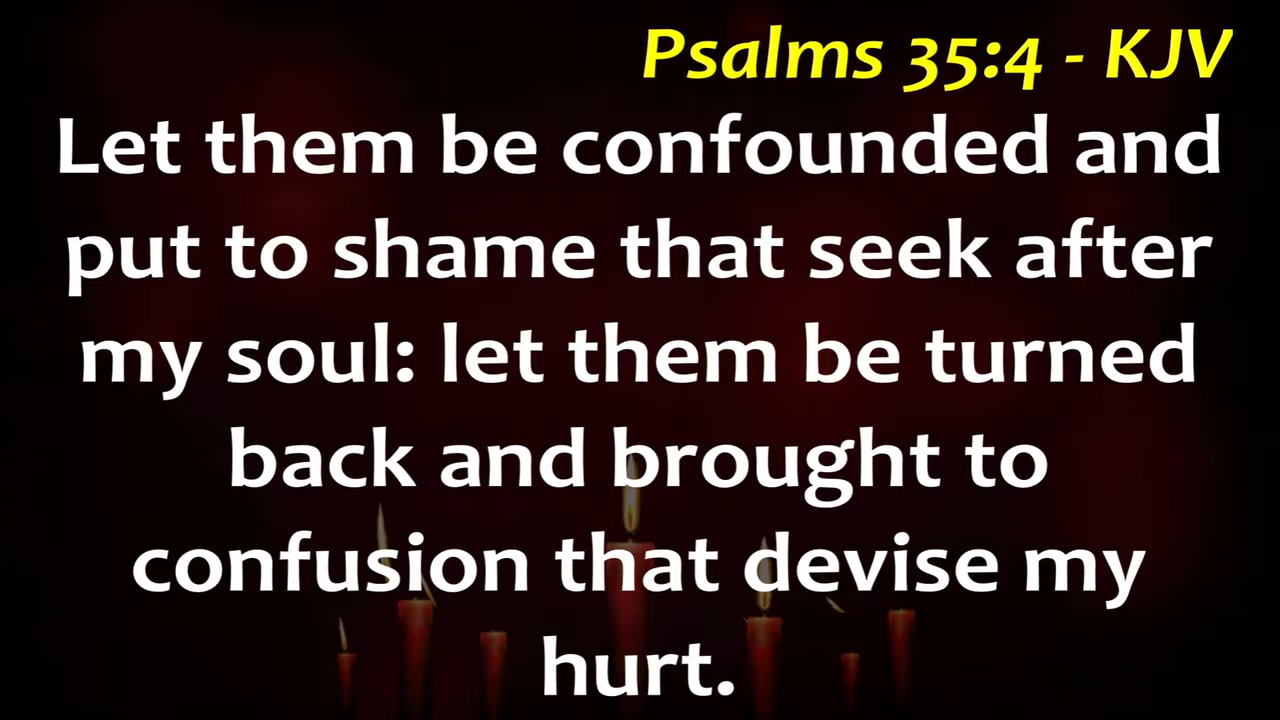 Psalms 35:4 - KJV
Let them be confounded and
put to shame that seek after
my soul: let them be turned
back and brought to
confusion that devise my
hurt.